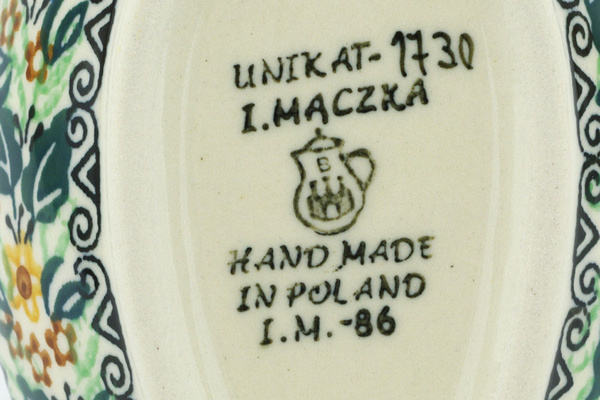 UNIKAT-1730
I.MĄCZKA
B
HAND MADE
IN POLAND
I.M.-86